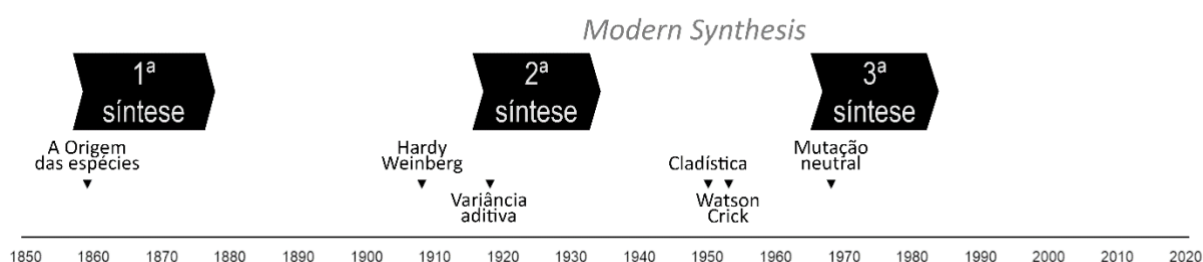 Modern Synthesis
1ª
síntese
2ª
síntese
3ª
síntese
A Origem
das espécies
Hardy
Weinberg
Variância
aditiva
Cladística
Watson
Crick
Mutação
neutral
1850 1860 1870 1880 1890 1900 1910 1920 1930 1940 1950 1960 1970 1980 1990 2000 2010 2020